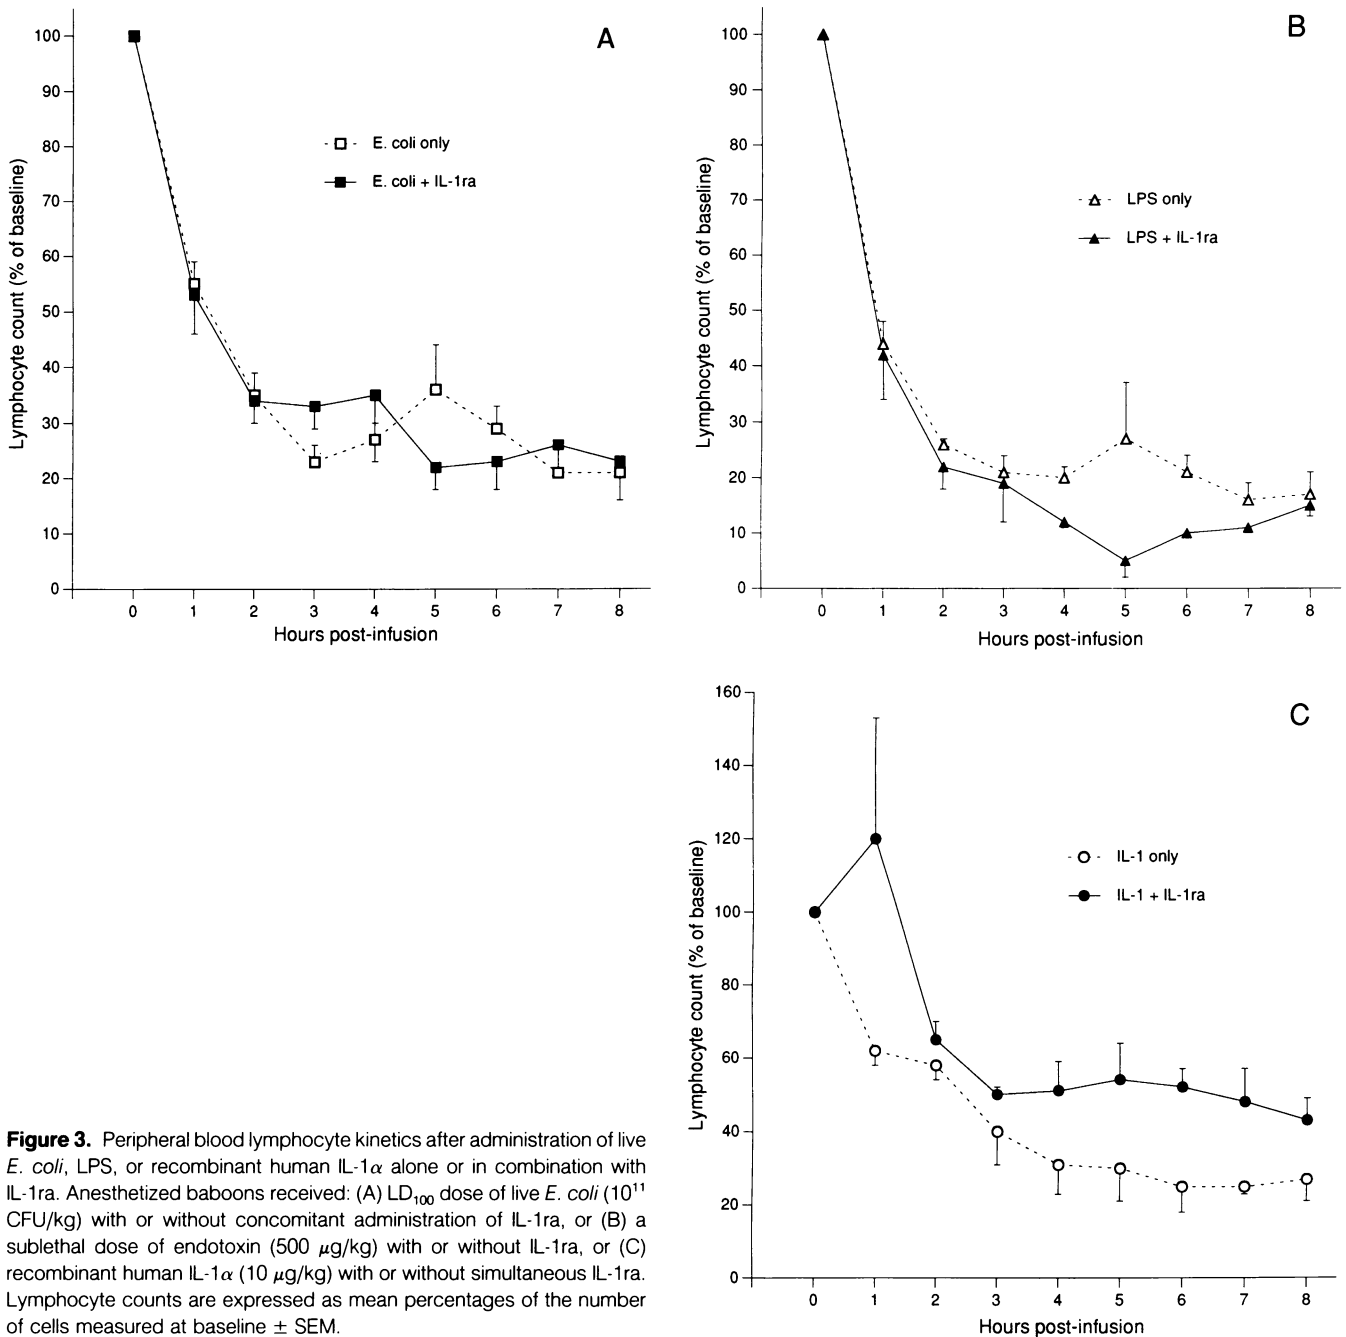 A
100
90
80
70
60
50
40
30
20
10
0
Lymphocyte count (% of baseline)
E. coli only
E. coli + IL-1ra
0 1 2 3 4 5 6 7 8
Hours post-infusion
B
100
90
80
70
60
50
40
30
20
10
0
Lymphocyte count (% of baseline)
LPS only
LPS + IL-1ra
0 1 2 3 4 5 6 7 8
Hours post-infusion
C
160
140
120
100
80
60
40
20
0
Lymphocyte count (% of baseline)
IL-1 only
IL-1 + IL-1ra
0 1 2 3 4 5 6 7 8
Hours post-infusion
Figure 3. Peripheral blood lymphocyte kinetics after administration of live
E. coli, LPS, or recombinant human IL-1α alone or in combination with
IL-1ra. Anesthetized baboons received: (A) LD₁₀₀ dose of live E. coli (10¹¹
CFU/kg) with or without concomitant administration of IL-1ra, or (B) a
sublethal dose of endotoxin (500 μg/kg) with or without IL-1ra, or (C)
recombinant human IL-1α (10 μg/kg) with or without simultaneous IL-1ra.
Lymphocyte counts are expressed as mean percentages of the number
of cells measured at baseline ± SEM.